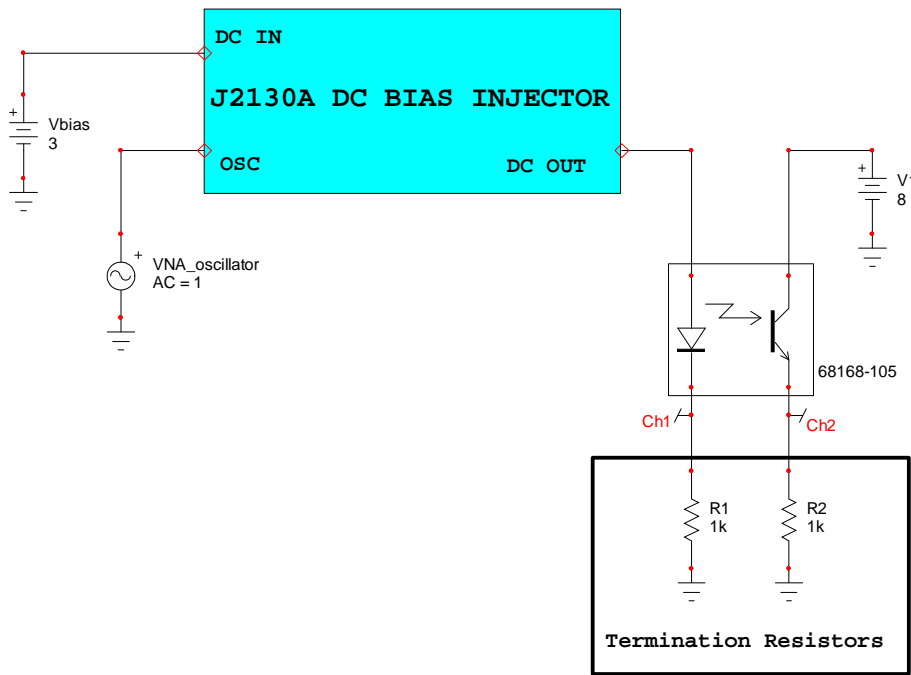 DC IN
J2130A DC BIAS INJECTOR
OSC
DC OUT
+
Vbias
3
+
VNA_oscillator
AC = 1
+
V1
8
68168-105
Ch1
Ch2
R1
1k
R2
1k
Termination Resistors